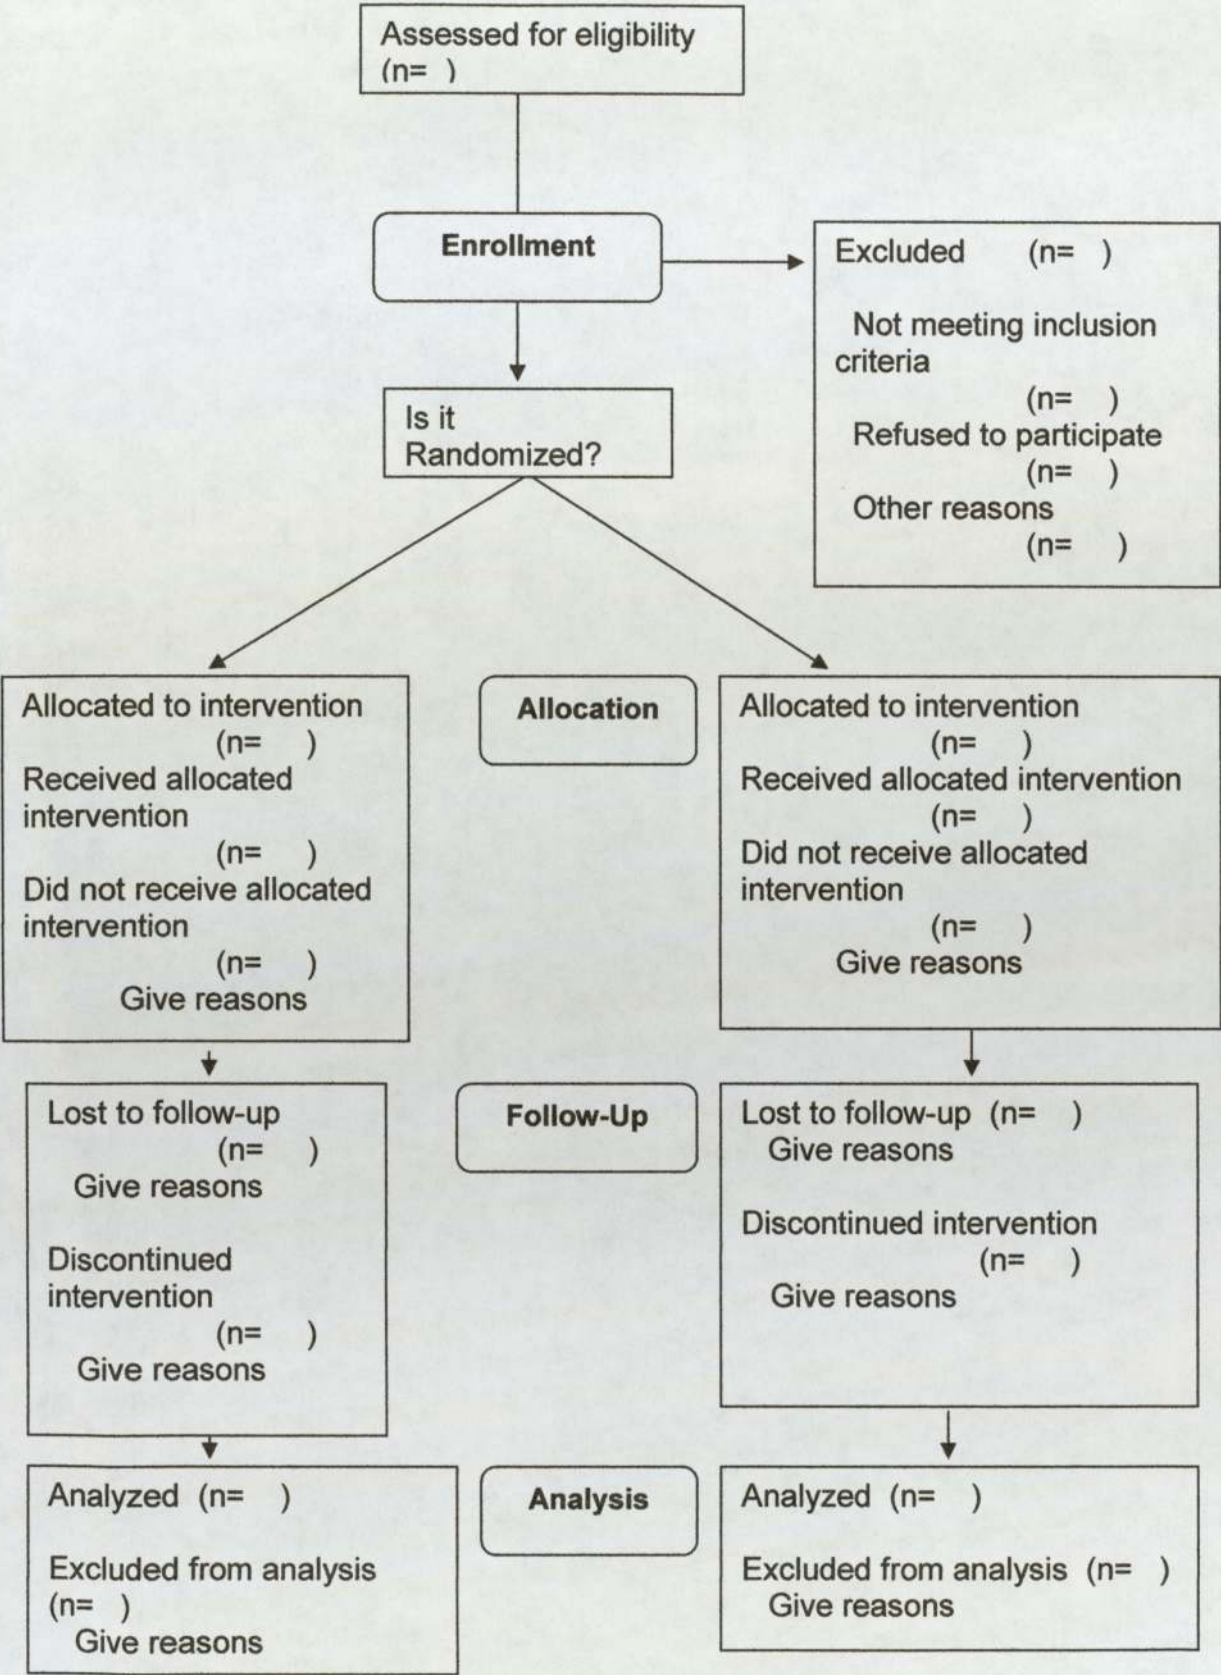 Assessed for eligibility
(n=  )
Enrollment
Excluded (n=  )
Not meeting inclusion
criteria
(n=  )
Refused to participate
(n=  )
Other reasons
(n=  )
Is it
Randomized?
Allocated to intervention
(n=  )
Received allocated
intervention
(n=  )
Did not receive allocated
intervention
(n=  )
Give reasons
Allocation
Allocated to intervention
(n=  )
Received allocated intervention
(n=  )
Did not receive allocated
intervention
(n=  )
Give reasons
Lost to follow-up
(n=  )
Give reasons
Discontinued
intervention
(n=  )
Give reasons
Follow-Up
Lost to follow-up (n=  )
Give reasons
Discontinued intervention
(n=  )
Give reasons
Analyzed (n=  )
Excluded from analysis
(n=  )
Give reasons
Analysis
Analyzed (n=  )
Excluded from analysis (n=  )
Give reasons